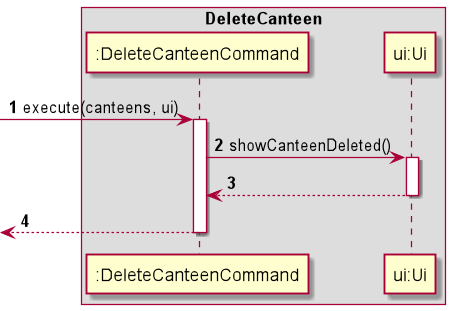 DeleteCanteen
:DeleteCanteenCommand
ui:Ui
1 execute(canteens, ui)
2 showCanteenDeleted()
3
4
:DeleteCanteenCommand
ui:Ui